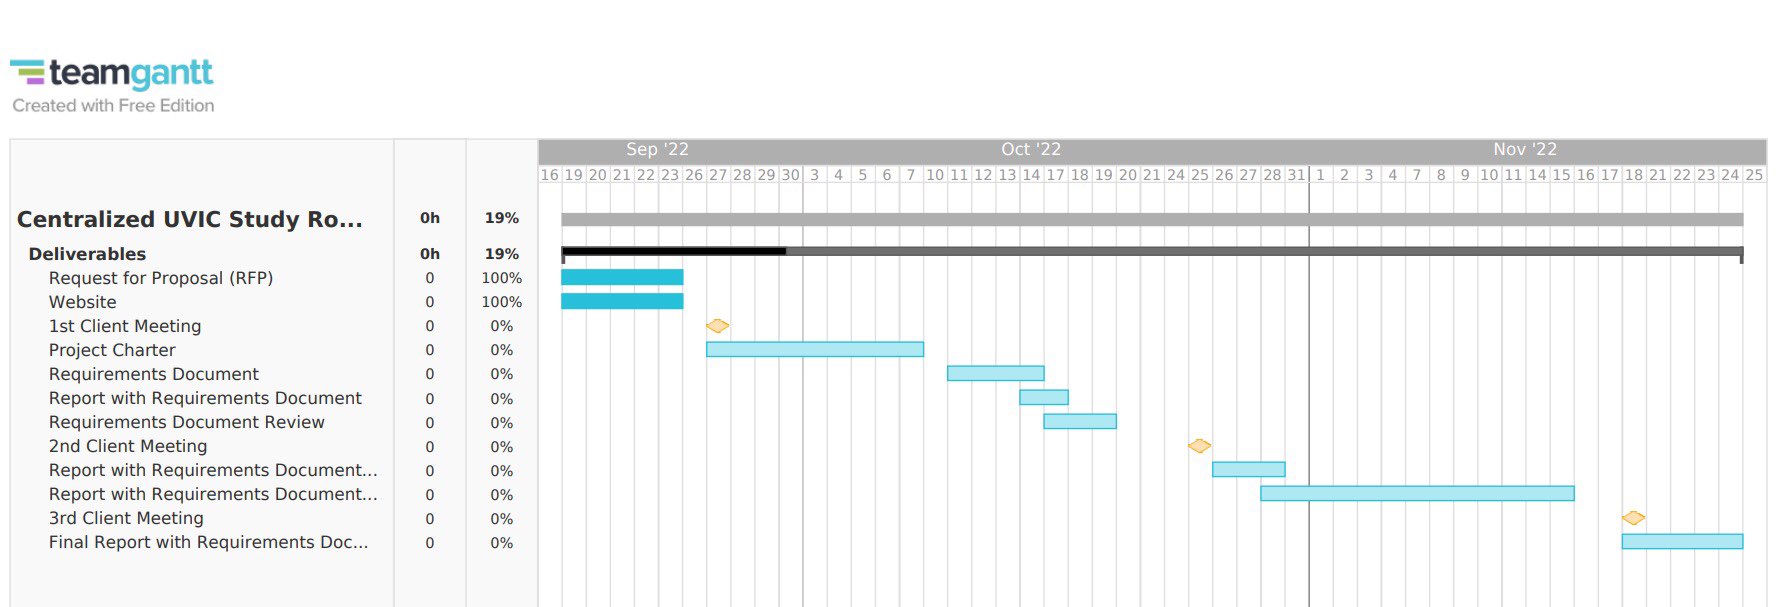 teamgantt
Created with Free Edition
Sep '22 Oct '22 Nov '22
16 19 20 21 22 23 26 27 28 29 30 3 4 5 6 7 10 11 12 13 14 17 18 19 20 21 24 25 26 27 28 31 1 2 3 4 7 8 9 10 11 14 15 16 17 18 21 22 23 24 25
Centralized UVIC Study Ro... 0h 19%
Deliverables 0h 19%
Request for Proposal (RFP) 0 100%
Website 0 100%
1st Client Meeting 0 0%
Project Charter 0 0%
Requirements Document 0 0%
Report with Requirements Document 0 0%
Requirements Document Review 0 0%
2nd Client Meeting 0 0%
Report with Requirements Document... 0 0%
Report with Requirements Document... 0 0%
3rd Client Meeting 0 0%
Final Report with Requirements Doc... 0 0%